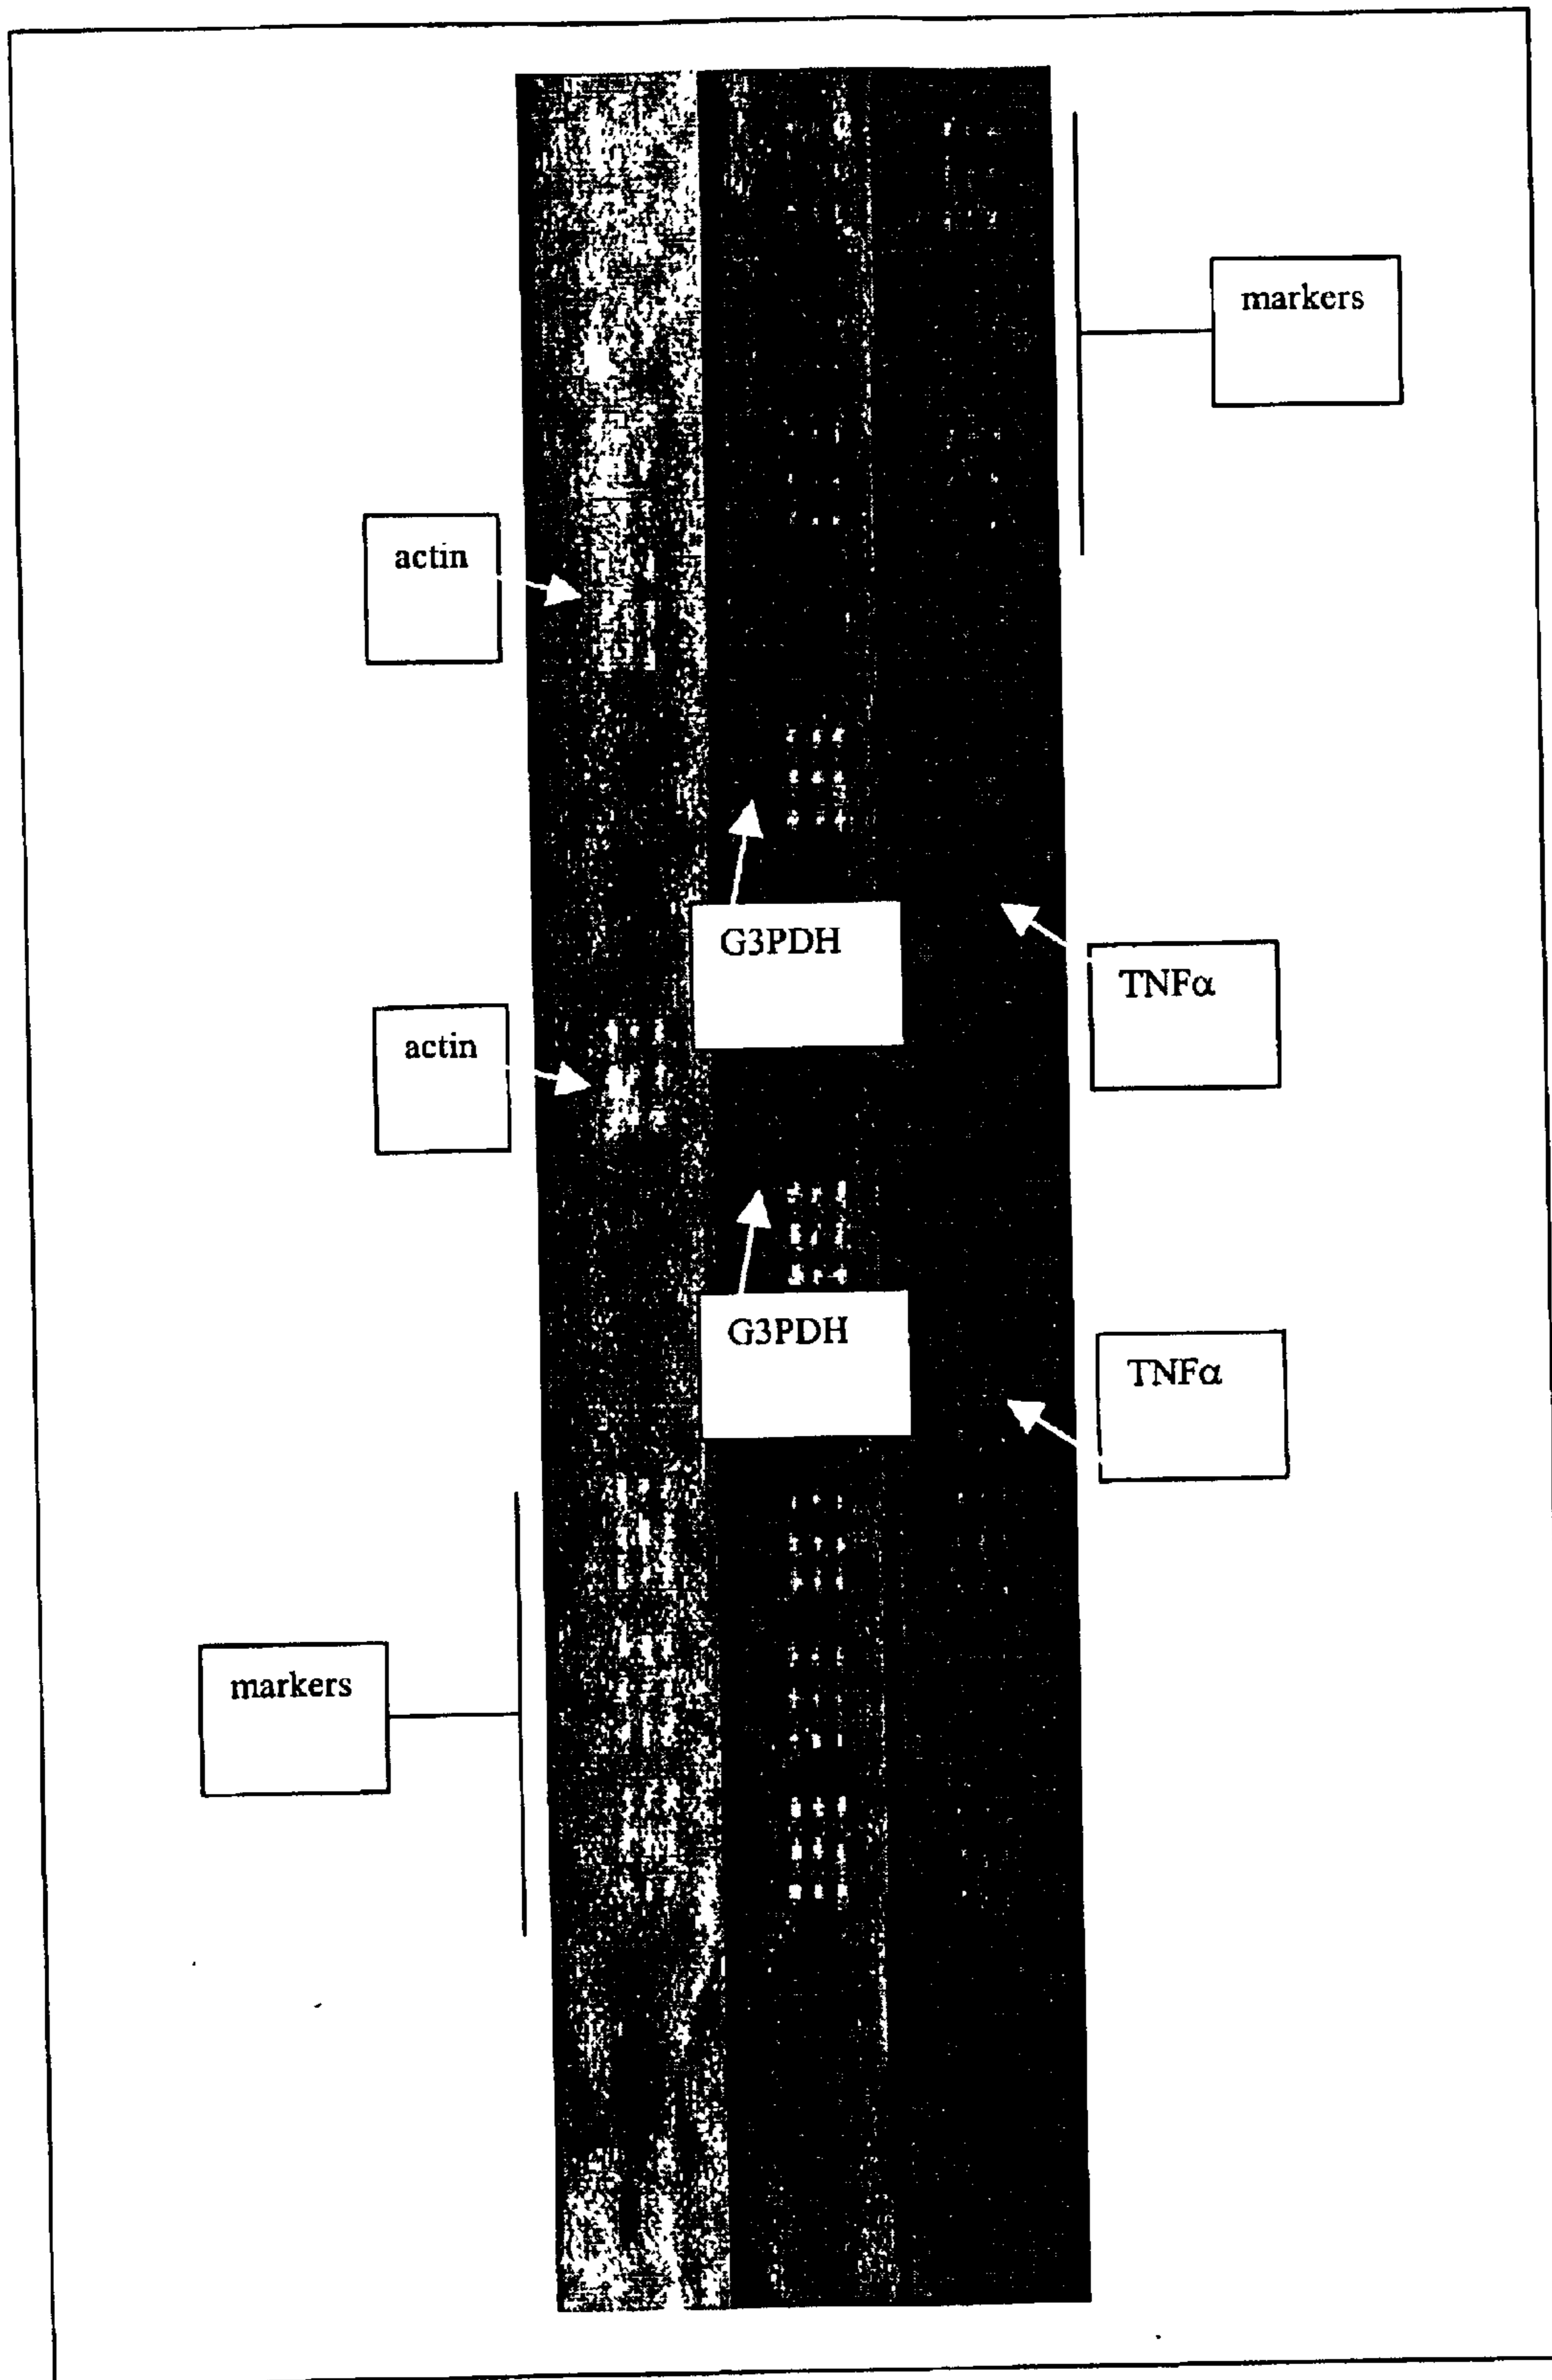 markers
actin
G3PDH
TNFα
actin
G3PDH
TNFα
markers